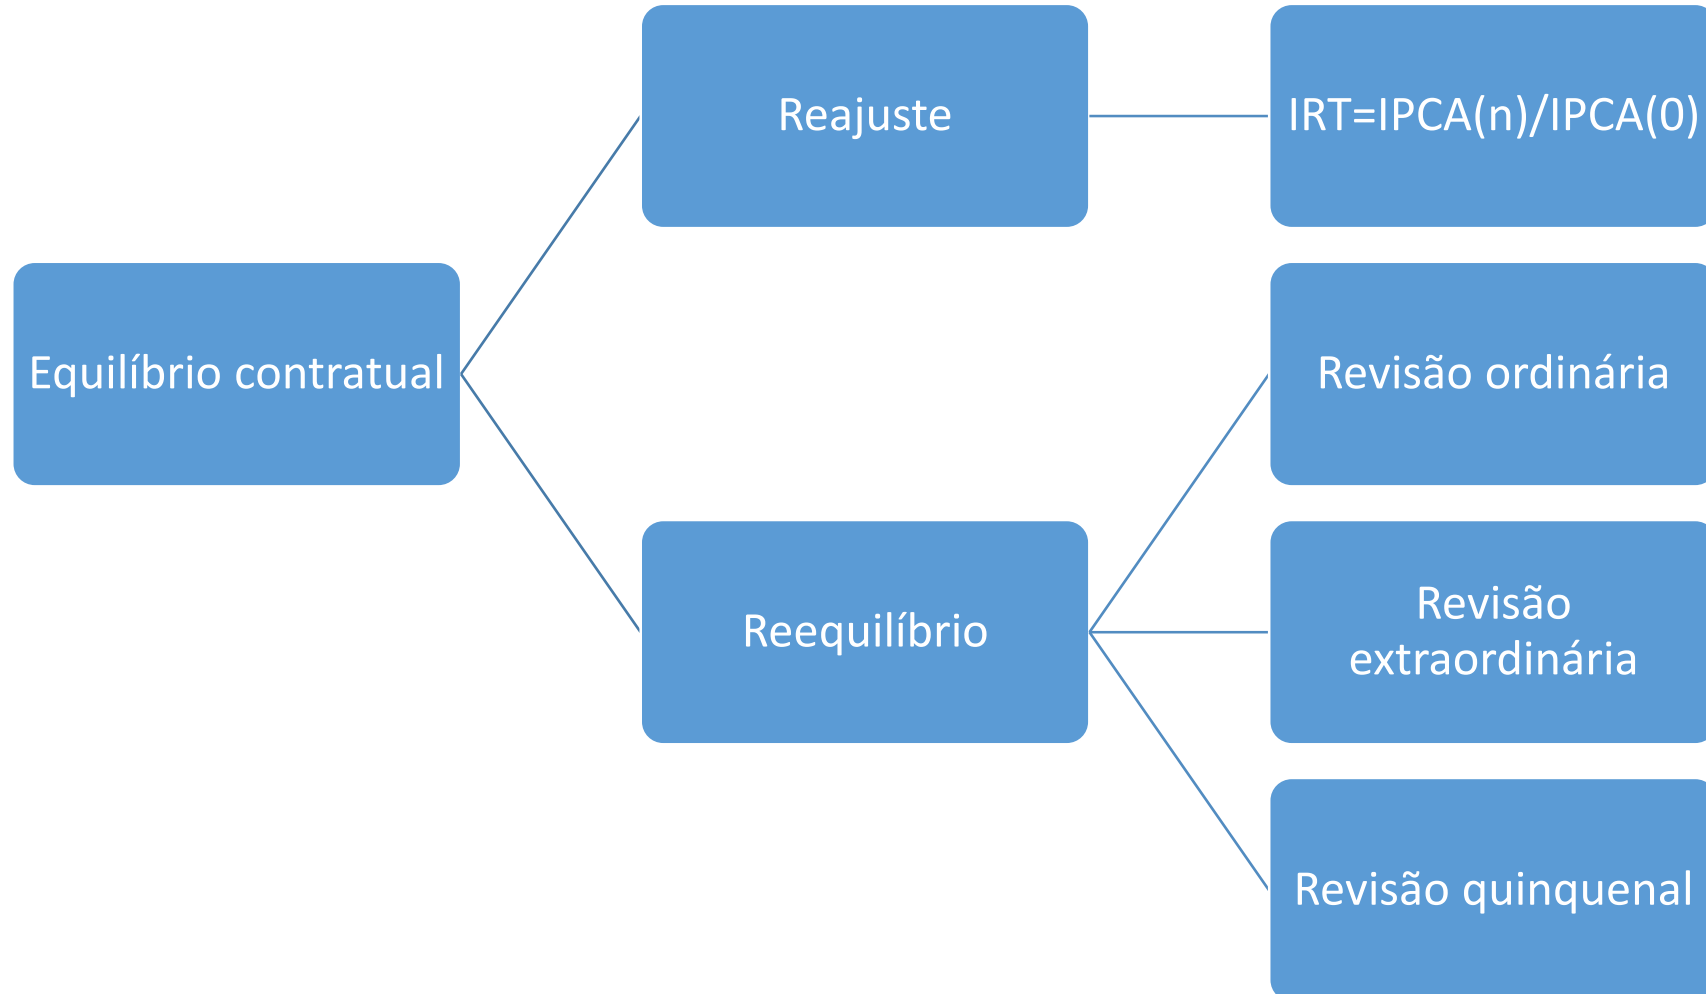 Reajuste
IRT=IPCA(n)/IPCA(0)
Equilíbrio contratual
Revisão ordinária
Reequilíbrio
Revisão
extraordinária
Revisão quinquenal